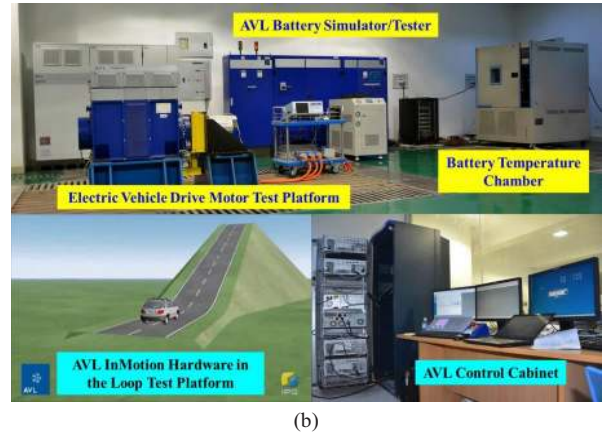 AVL Battery Simulator/Tester
Battery Temperature
Chamber
Electric Vehicle Drive Motor Test Platform
AVL InMotion Hardware in
the Loop Test Platform
AVL
IPG
AVL Control Cabinet
(b)